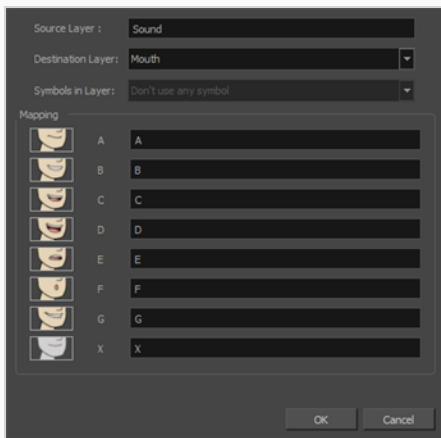 Source Layer : Sound
Destination Layer: Mouth
Symbols in Layer: Don't use any symbol
Mapping
A A
B B
C C
D D
E E
F F
G G
X X
OK Cancel